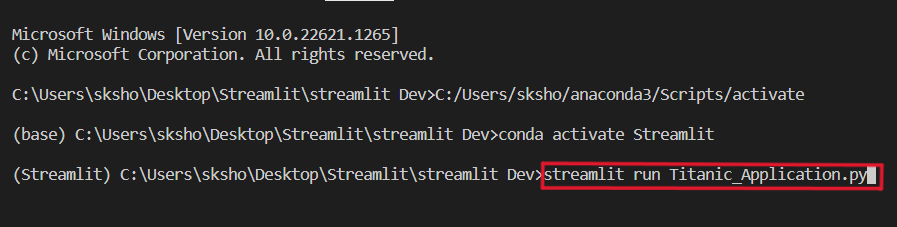 Microsoft Windows [Version 10.0.22621.1265]
(c) Microsoft Corporation. All rights reserved.
C:\Users\sksho\Desktop\Streamlit\streamlit Dev>C:/Users/sksho/anaconda3/Scripts/activate
(base) C:\Users\sksho\Desktop\Streamlit\streamlit Dev>conda activate Streamlit
(Streamlit) C:\Users\sksho\Desktop\Streamlit\streamlit Dev>streamlit run Titanic_Application.py